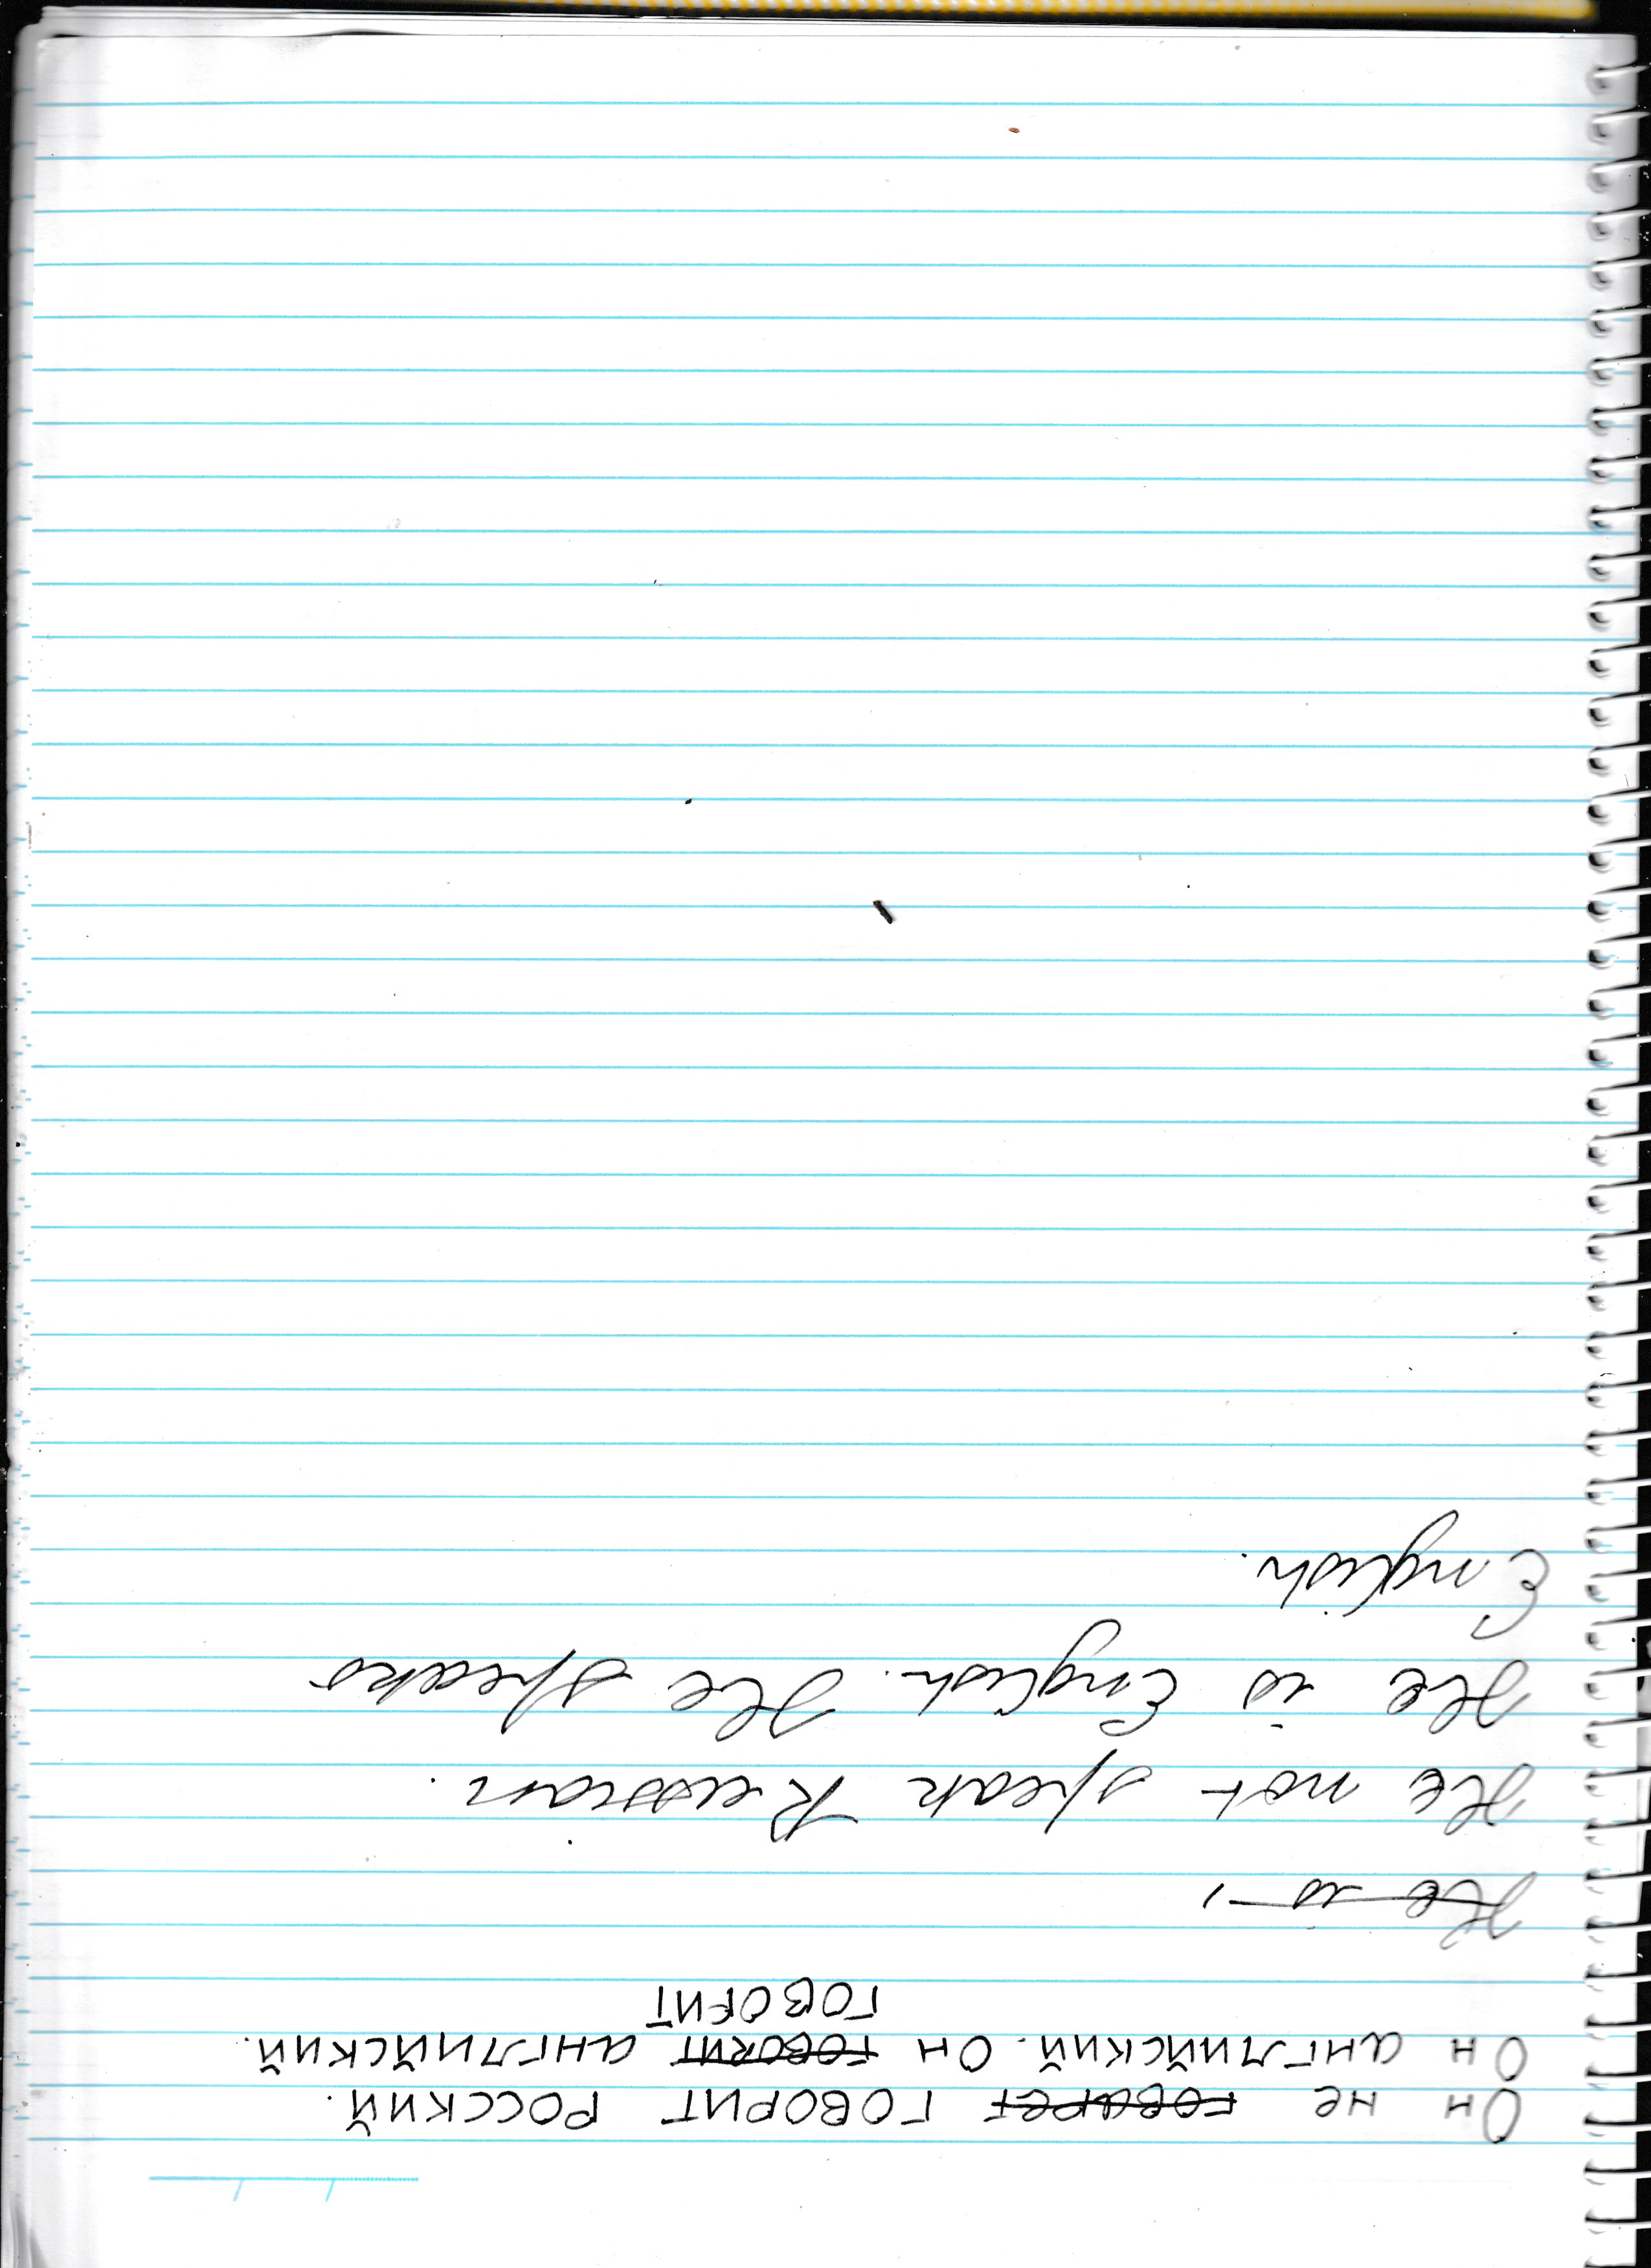 Он не говарет говорит росский.
Он английский. Он говокит английский.
говорит
He is,
He not speak Russian.
He is English. He speaks
English.